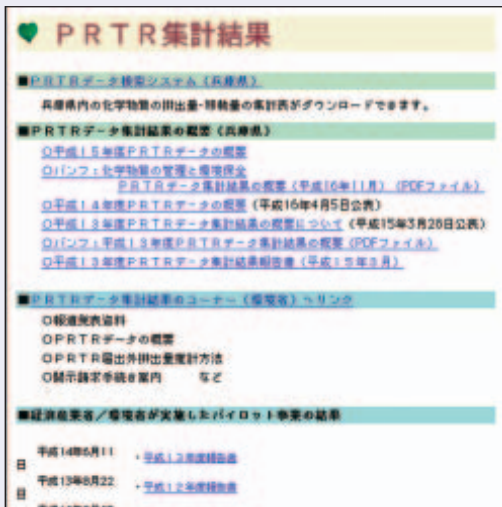 PRTR集計結果
■PRTRデータ検索システム(兵庫県)
兵庫県内の化学物質の排出量・移動量の集計表がダウンロードできます。
■PRTRデータ集計結果の概要(兵庫県)
○平成15年度PRTRデータの概要
○パンフ:化学物質の管理と環境保全
PRTRデータ集計結果の概要(平成16年11月)(PDFファイル)
○平成14年度PRTRデータの概要(平成16年4月5日公表)
○平成13年度PRTRデータ集計結果の概要について(平成15年3月28日公表)
○パンフ:平成13年度PRTRデータ集計結果の概要(PDFファイル)
○平成13年度PRTRデータ集計結果報告書(平成15年3月)
■PRTRデータ集計結果のコーナー(環境省)へリンク
○報道発表資料
○PRTRデータの概要
○PRTR届出外排出量推計方法
○開示請求手続き案内 など
■経済産業省/環境省が実施したパイロット事業の結果
平成14年6月11日 ・平成13年度報告書
平成13年8月22日 ・平成12年度報告書